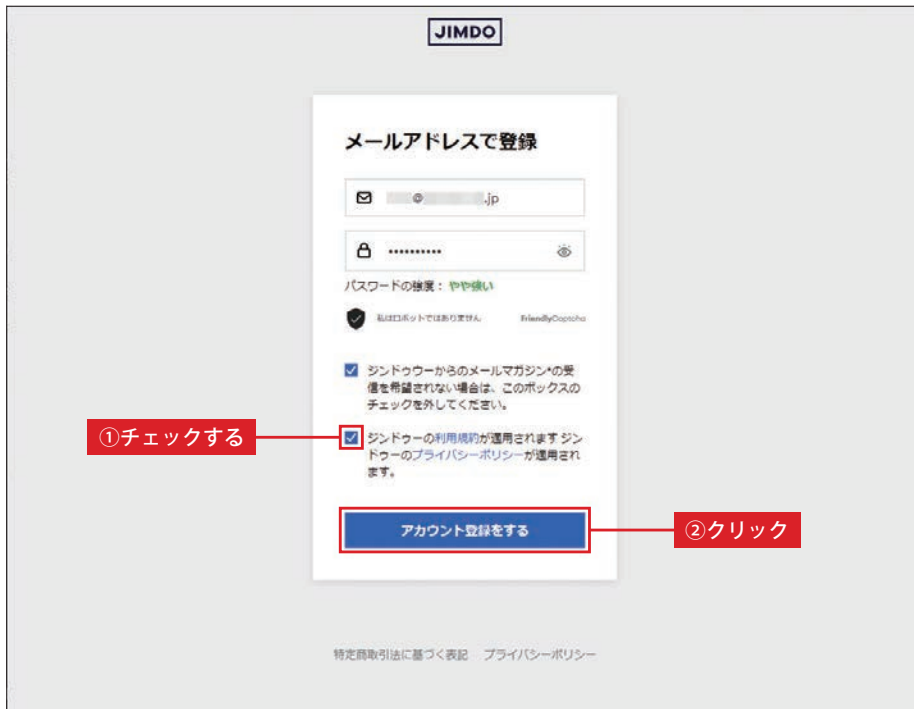 JIMDO
メールアドレスで登録
@ .jp
••••••••••
パスワードの強度： やや強い
私はロボットではありません FriendlyCaptcha
ジンドゥーからのメールマガジン*の受
信を希望されない場合は、このボックスの
チェックを外してください。
①チェックする
ジンドゥーの利用規約が適用されます ジン
ドゥーのプライバシーポリシーが適用され
ます。
アカウント登録をする
②クリック
特定商取引法に基づく表記 プライバシーポリシー